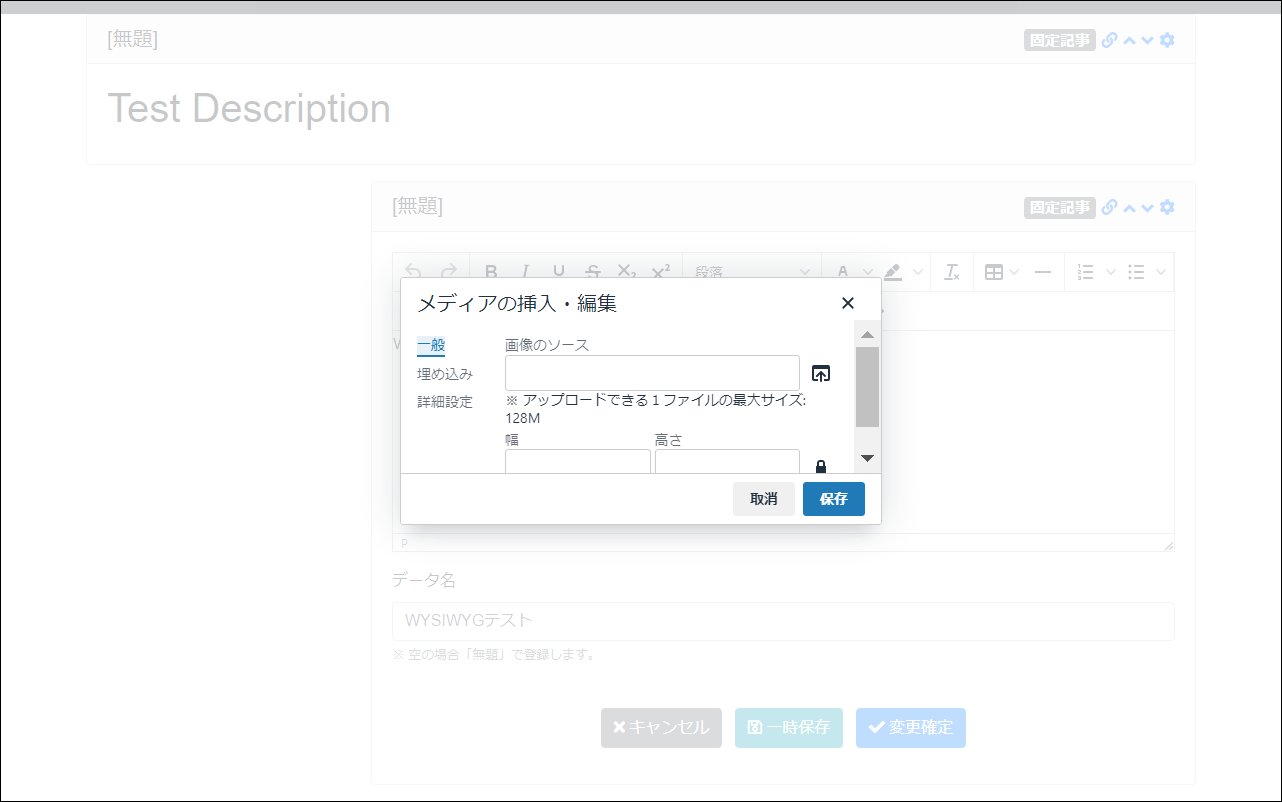 [無題]
固定記事
Test Description
[無題]
固定記事
B I U S X₂ X² 段落 A
メディアの挿入・編集
一般
画像のソース
埋め込み
詳細設定
※ アップロードできる１ファイルの最大サイズ:
128M
幅
高さ
取消
保存
p
データ名
WYSIWYGテスト
※ 空の場合「無題」で登録します。
キャンセル
一時保存
変更確定